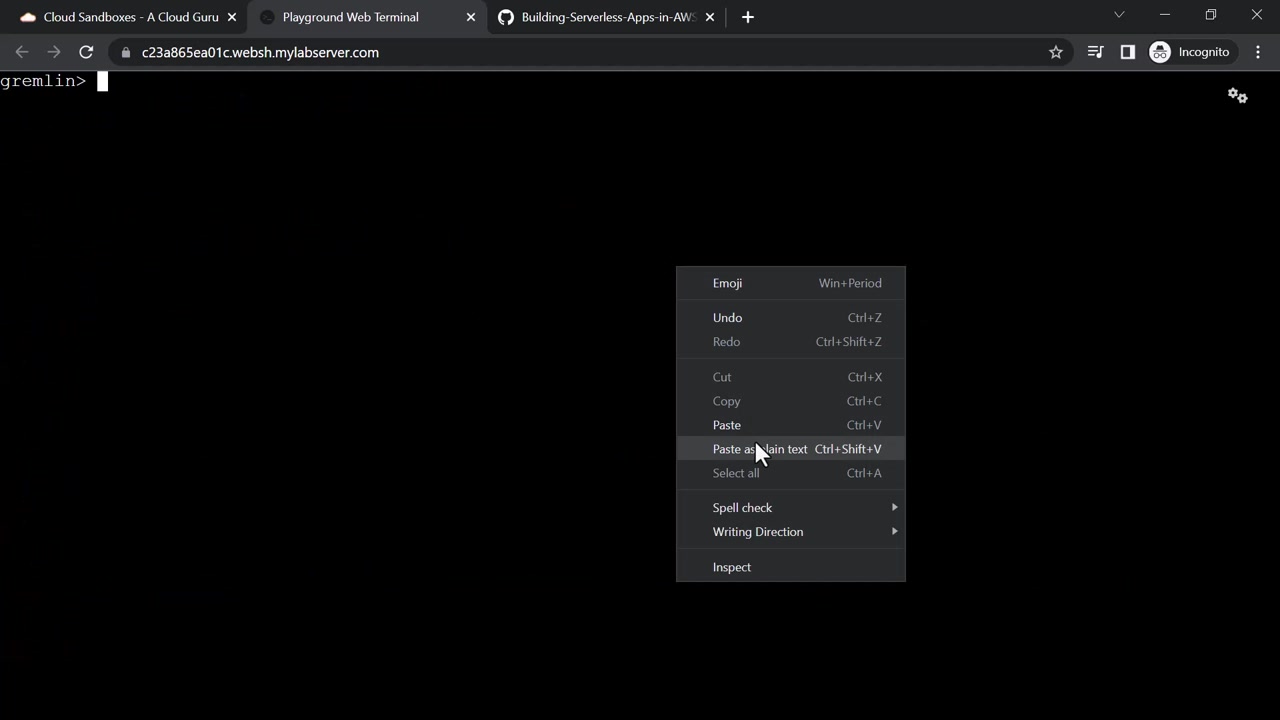 Cloud Sandboxes - A Cloud Guru
Playground Web Terminal
Building-Serverless-Apps-in-AWS
c23a865ea01c.websh.mylabserver.com
Incognito
gremlin>
Emoji Win+Period
Undo Ctrl+Z
Redo Ctrl+Shift+Z
Cut Ctrl+X
Copy Ctrl+C
Paste Ctrl+V
Paste as plain text Ctrl+Shift+V
Select all Ctrl+A
Spell check
Writing Direction
Inspect